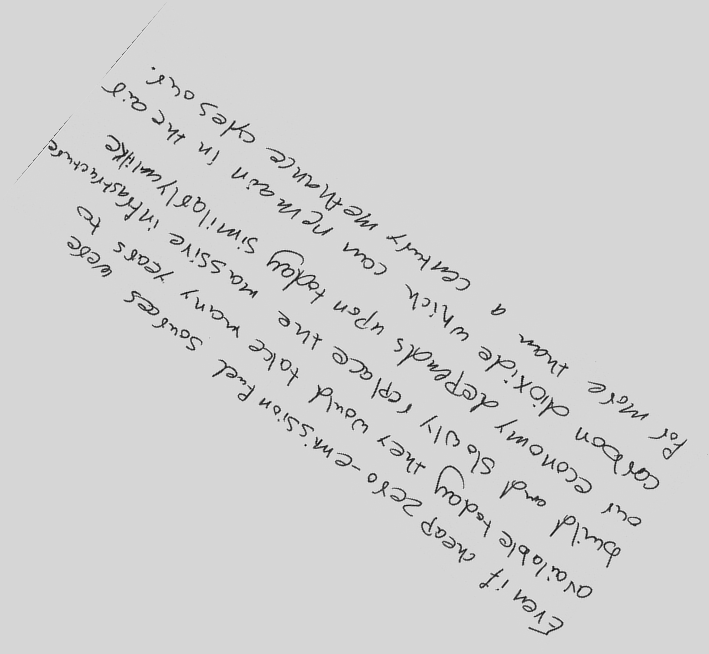 Even if cheap zero-emission fuel sources were
available today they would take many years to
build and slowly replace the massive infrastructure
our economy depends upon today similarly unlike
carbon dioxide which can remain in the air
for more than a century methane cycles out.